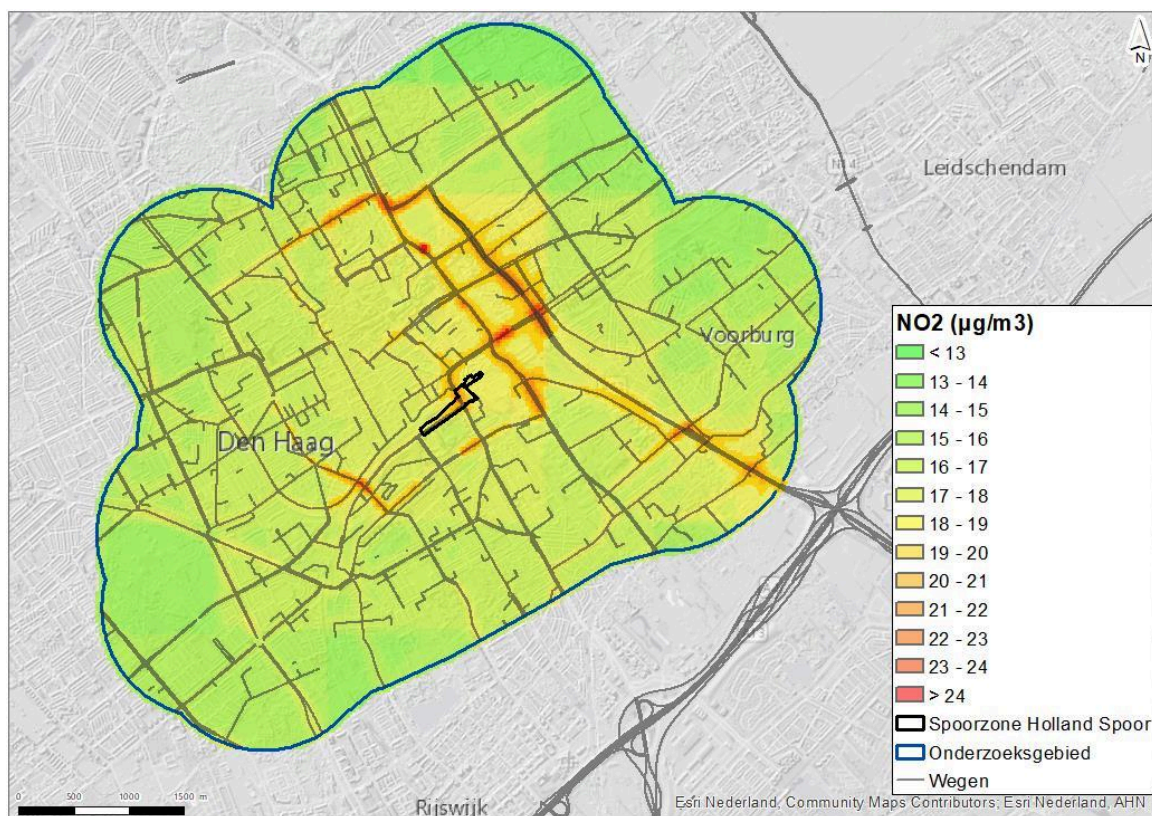 N
N14
Leidschendam
Voorburg
Den Haag
Rijswijk
NO2 (µg/m3)
< 13
13 - 14
14 - 15
15 - 16
16 - 17
17 - 18
18 - 19
19 - 20
20 - 21
21 - 22
22 - 23
23 - 24
> 24
Spoorzone Holland Spoor
Onderzoeksgebied
Wegen
0 500 1000 1500 m
Esri Nederland, Community Maps Contributors; Esri Nederland, AHN